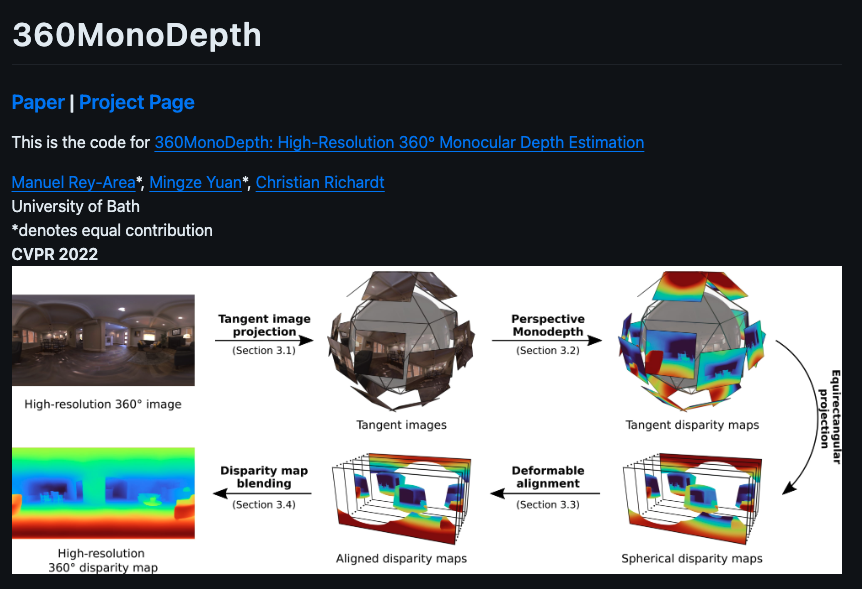 360MonoDepth
Paper | Project Page
This is the code for 360MonoDepth: High-Resolution 360° Monocular Depth Estimation
Manuel Rey-Area*, Mingze Yuan*, Christian Richardt
University of Bath
*denotes equal contribution
CVPR 2022
Tangent image
projection
(Section 3.1)
Perspective
Monodepth
(Section 3.2)
High-resolution 360° image
Tangent images
Tangent disparity maps
Equirectangular
projection
Disparity map
blending
(Section 3.4)
Deformable
alignment
(Section 3.3)
High-resolution
360° disparity map
Aligned disparity maps
Spherical disparity maps